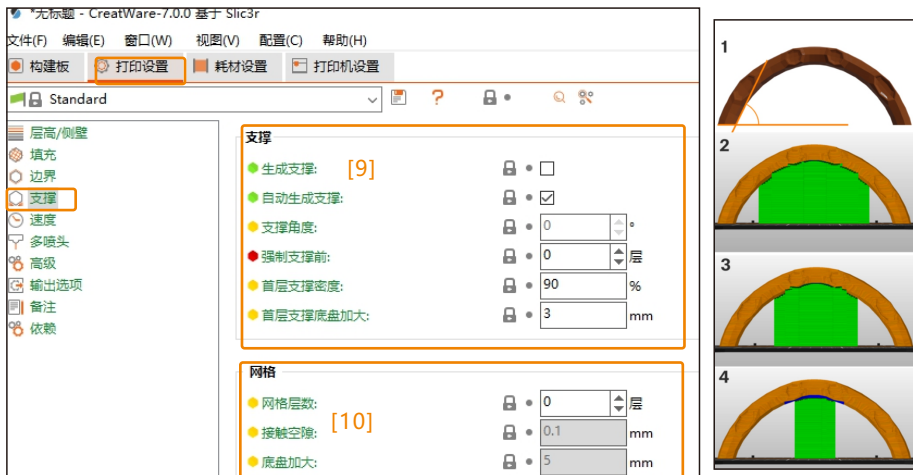 *无标题 - CreatWare-7.0.0 基于 Slic3r
文件(F) 编辑(E) 窗口(W) 视图(V) 配置(C) 帮助(H)
构建板 打印设置 耗材设置 打印机设置
Standard
层高/侧壁
填充
边界
支撑
速度
多喷头
高级
输出选项
备注
依赖
支撑
[9]
生成支撑:
自动生成支撑:
支撑角度: 0 °
强制支撑前: 0 层
首层支撑密度: 90 %
首层支撑底盘加大: 3 mm
网格
[10]
网格层数: 0 层
接触空隙: 0.1 mm
底盘加大: 5 mm
1
2
3
4